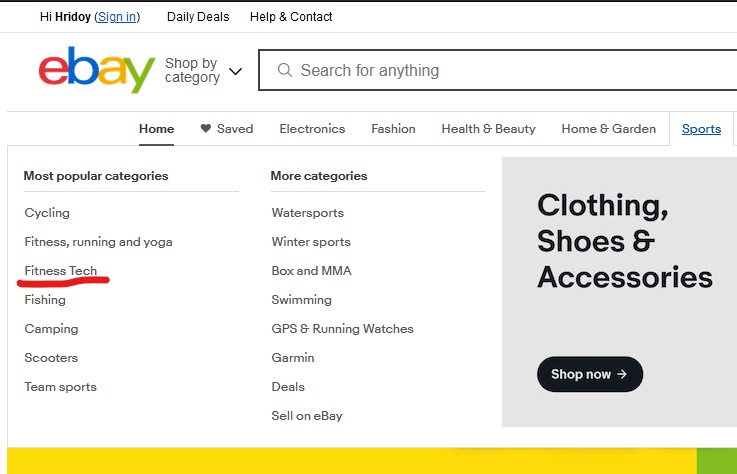 Hi Hridoy (Sign in) Daily Deals Help & Contact
ebay Shop by category Search for anything
Home Saved Electronics Fashion Health & Beauty Home & Garden Sports
Most popular categories
Cycling
Fitness, running and yoga
Fitness Tech
Fishing
Camping
Scooters
Team sports
More categories
Watersports
Winter sports
Box and MMA
Swimming
GPS & Running Watches
Garmin
Deals
Sell on eBay
Clothing,
Shoes &
Accessories
Shop now